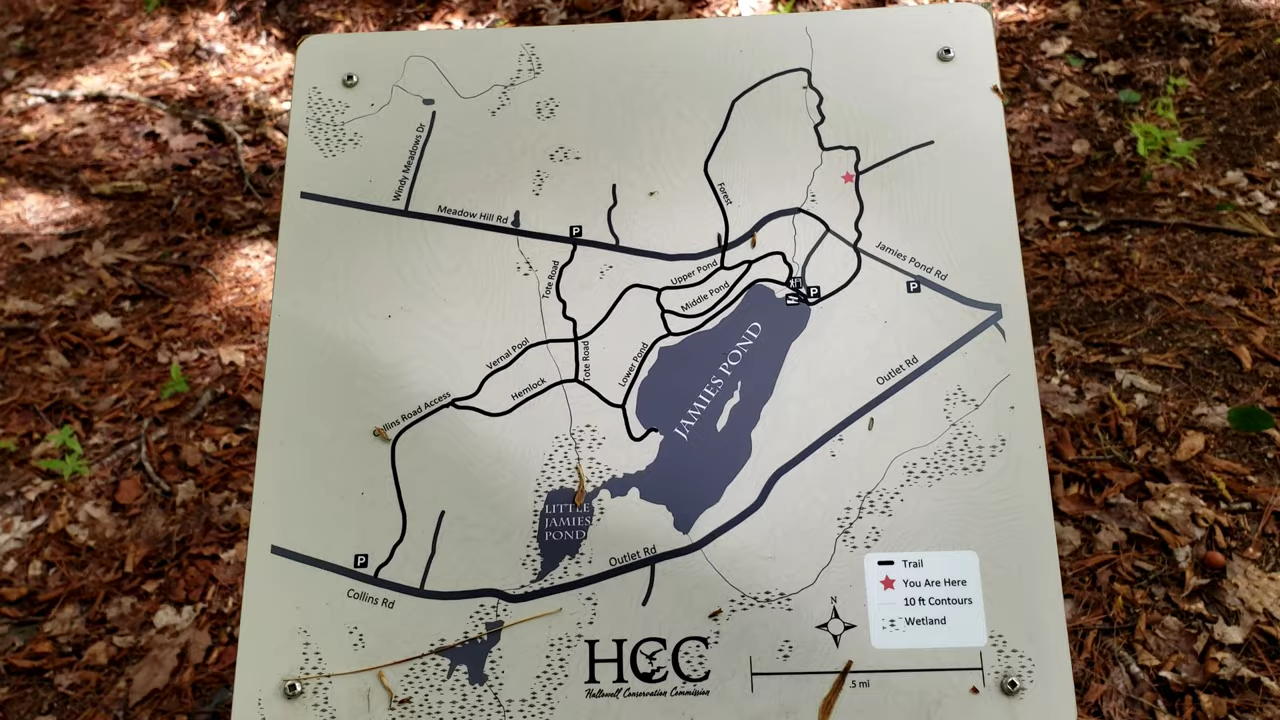 Windy Meadows Dr
Meadow Hill Rd
P
Forest
Jamies Pond Rd
P
Tote Road
Upper Pond
Middle Pond
P
Vernal Pool
Tote Road
Lower Pond
JAMIES POND
Outlet Rd
Hemlock
Road Access
LITTLE
JAMIES
POND
P
Outlet Rd
Collins Rd
Trail
You Are Here
10 ft Contours
Wetland
N
HCC
Hallowell Conservation Commission
.5 mi